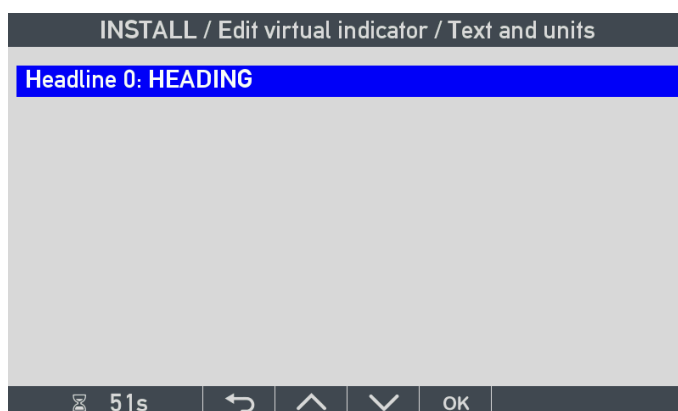 INSTALL / Edit virtual indicator / Text and units
Headline 0: HEADING
51s OK